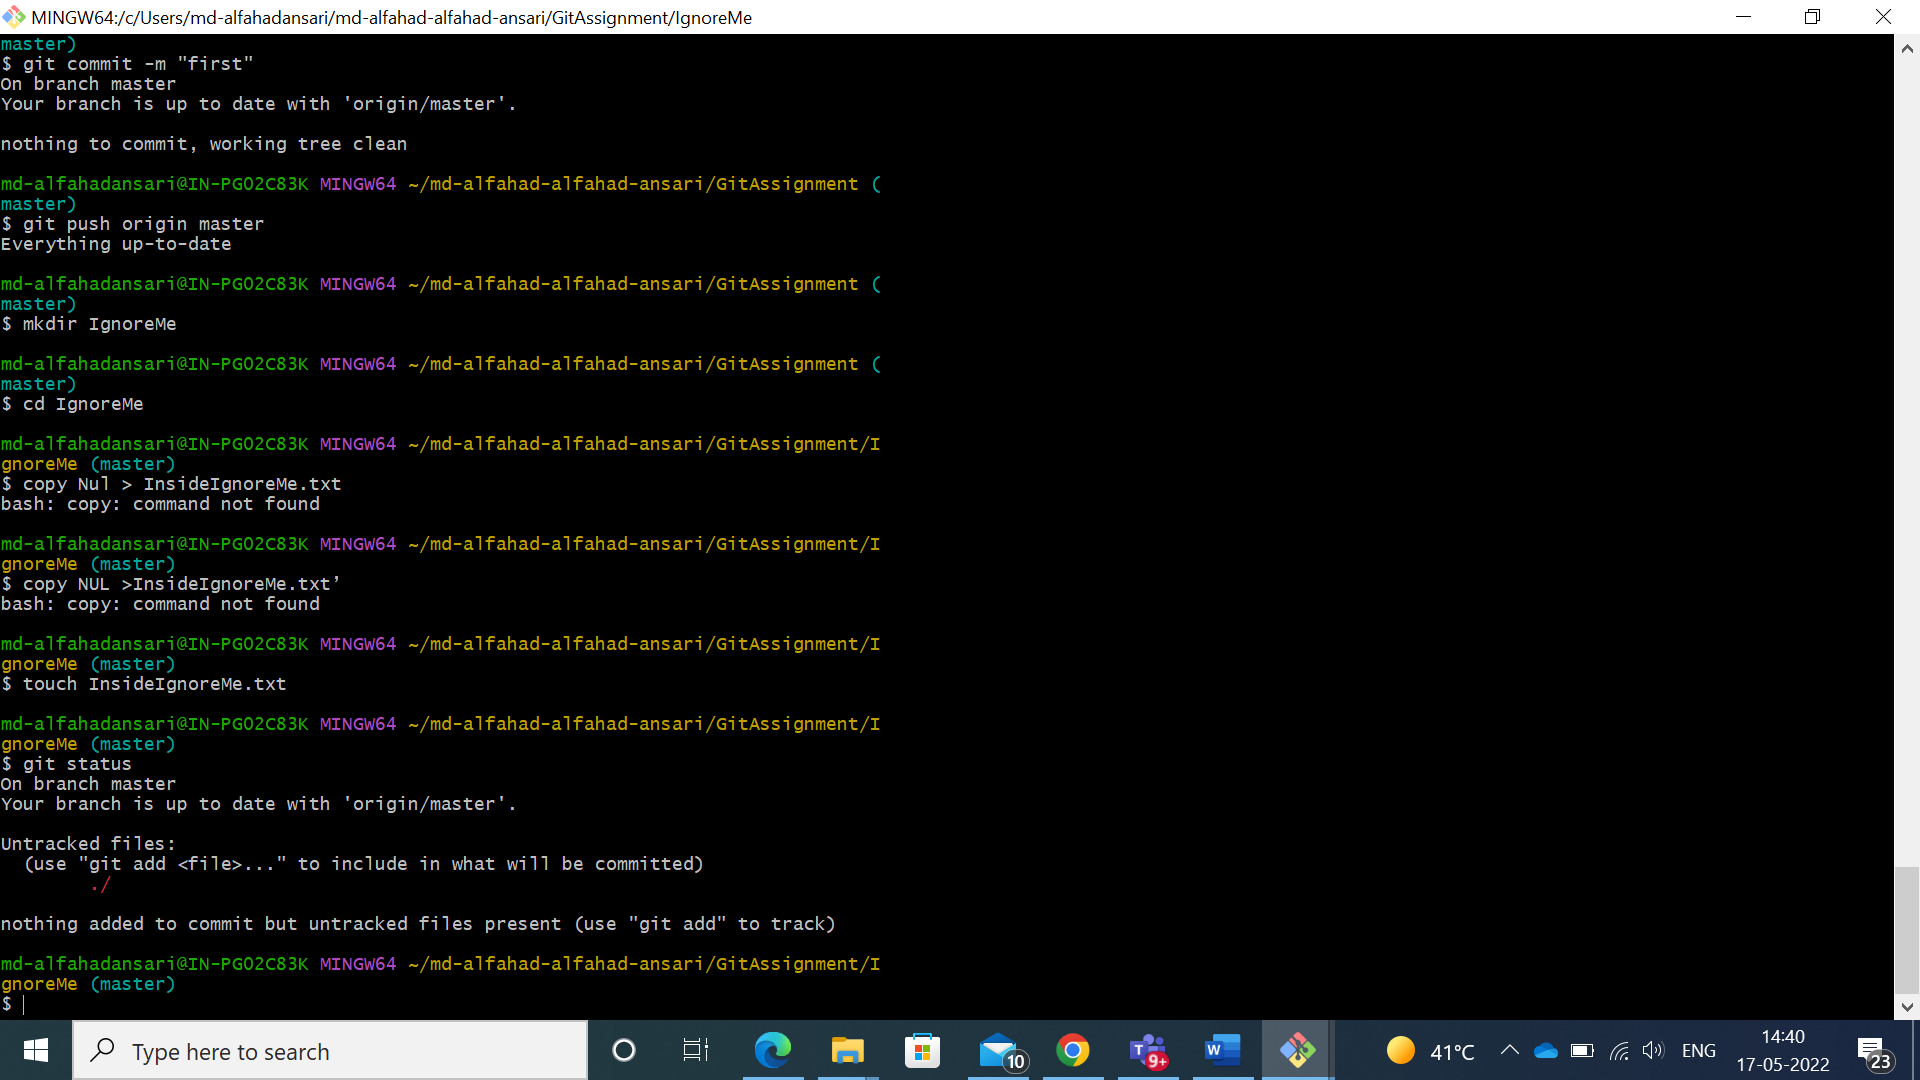 MINGW64:/c/Users/md-alfahadansari/md-alfahad-alfahad-ansari/GitAssignment/IgnoreMe
master)
$ git commit -m "first"
On branch master
Your branch is up to date with 'origin/master'.
nothing to commit, working tree clean
md-alfahadansari@IN-PG02C83K MINGW64 ~/md-alfahad-alfahad-ansari/GitAssignment (
master)
$ git push origin master
Everything up-to-date
md-alfahadansari@IN-PG02C83K MINGW64 ~/md-alfahad-alfahad-ansari/GitAssignment (
master)
$ mkdir IgnoreMe
md-alfahadansari@IN-PG02C83K MINGW64 ~/md-alfahad-alfahad-ansari/GitAssignment (
master)
$ cd IgnoreMe
md-alfahadansari@IN-PG02C83K MINGW64 ~/md-alfahad-alfahad-ansari/GitAssignment/I
gnoreMe (master)
$ copy Nul > InsideIgnoreMe.txt
bash: copy: command not found
md-alfahadansari@IN-PG02C83K MINGW64 ~/md-alfahad-alfahad-ansari/GitAssignment/I
gnoreMe (master)
$ copy NUL >InsideIgnoreMe.txt’
bash: copy: command not found
md-alfahadansari@IN-PG02C83K MINGW64 ~/md-alfahad-alfahad-ansari/GitAssignment/I
gnoreMe (master)
$ touch InsideIgnoreMe.txt
md-alfahadansari@IN-PG02C83K MINGW64 ~/md-alfahad-alfahad-ansari/GitAssignment/I
gnoreMe (master)
$ git status
On branch master
Your branch is up to date with 'origin/master'.
Untracked files:
(use "git add <file>..." to include in what will be committed)
./
nothing added to commit but untracked files present (use "git add" to track)
md-alfahadansari@IN-PG02C83K MINGW64 ~/md-alfahad-alfahad-ansari/GitAssignment/I
gnoreMe (master)
$
Type here to search
10
T
9+
W
41°C
ENG
14:40
17-05-2022
23